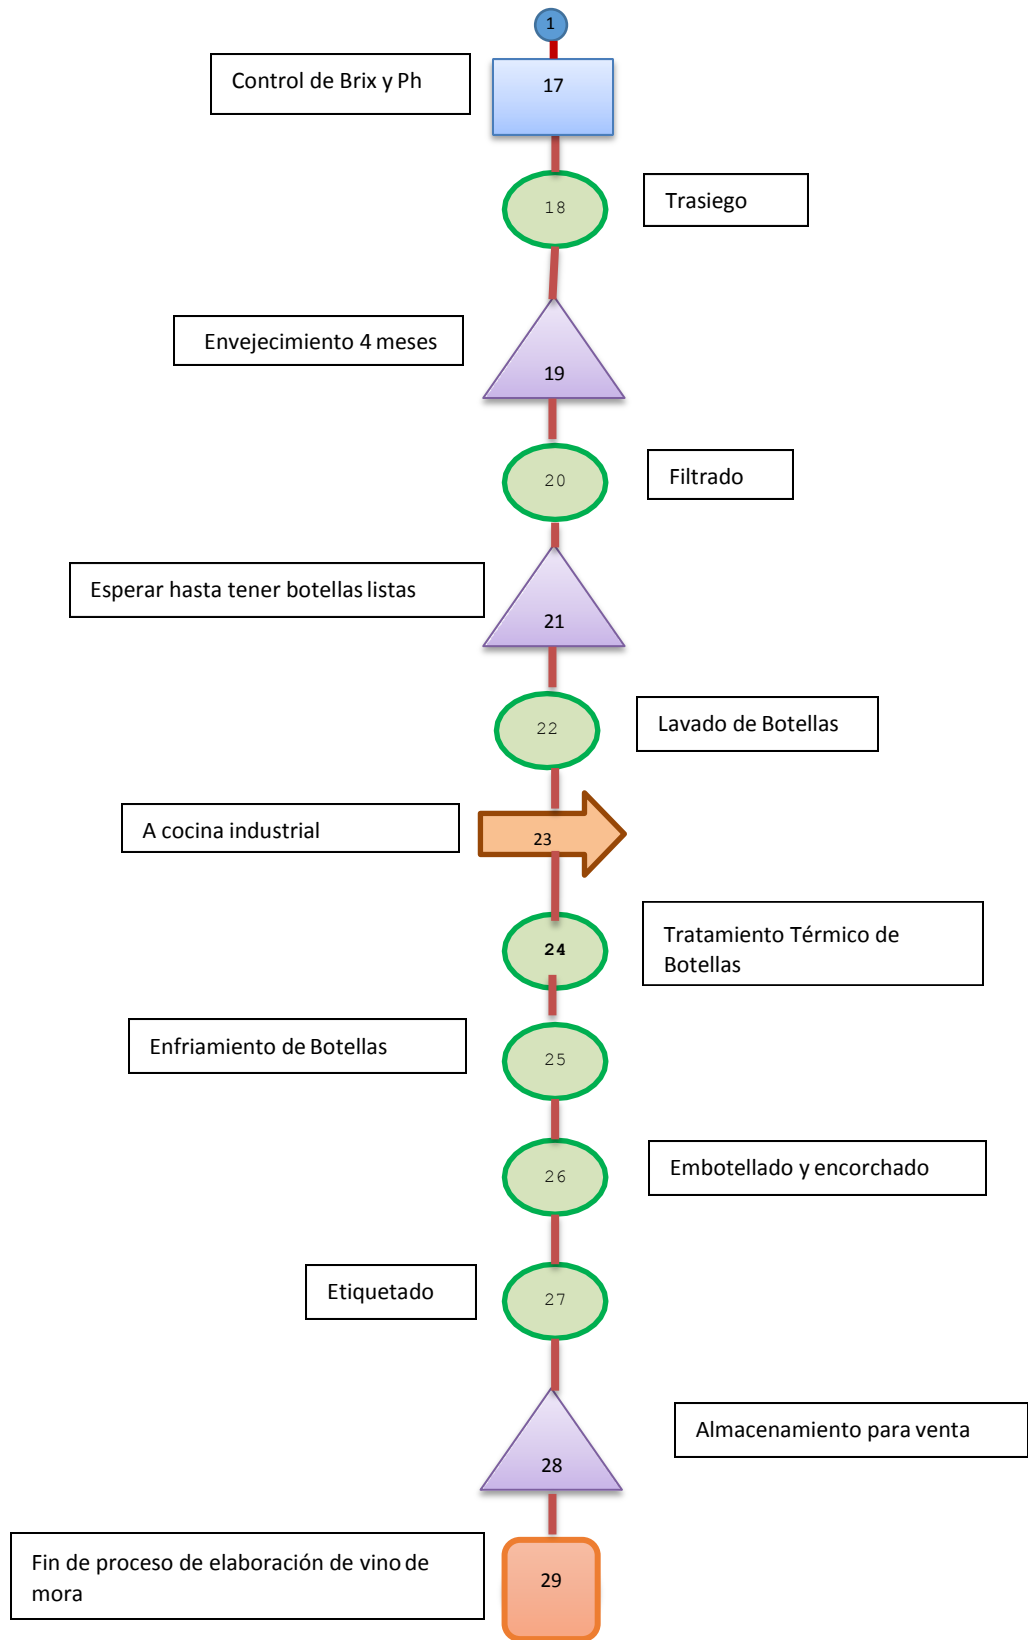 1
Control de Brix y Ph
17
18
Trasiego
Envejecimiento 4 meses
19
20
Filtrado
Esperar hasta tener botellas listas
21
22
Lavado de Botellas
A cocina industrial
23
24
Tratamiento Térmico de
Botellas
Enfriamiento de Botellas
25
26
Embotellado y encorchado
Etiquetado
27
Almacenamiento para venta
28
Fin de proceso de elaboración de vino de
mora
29